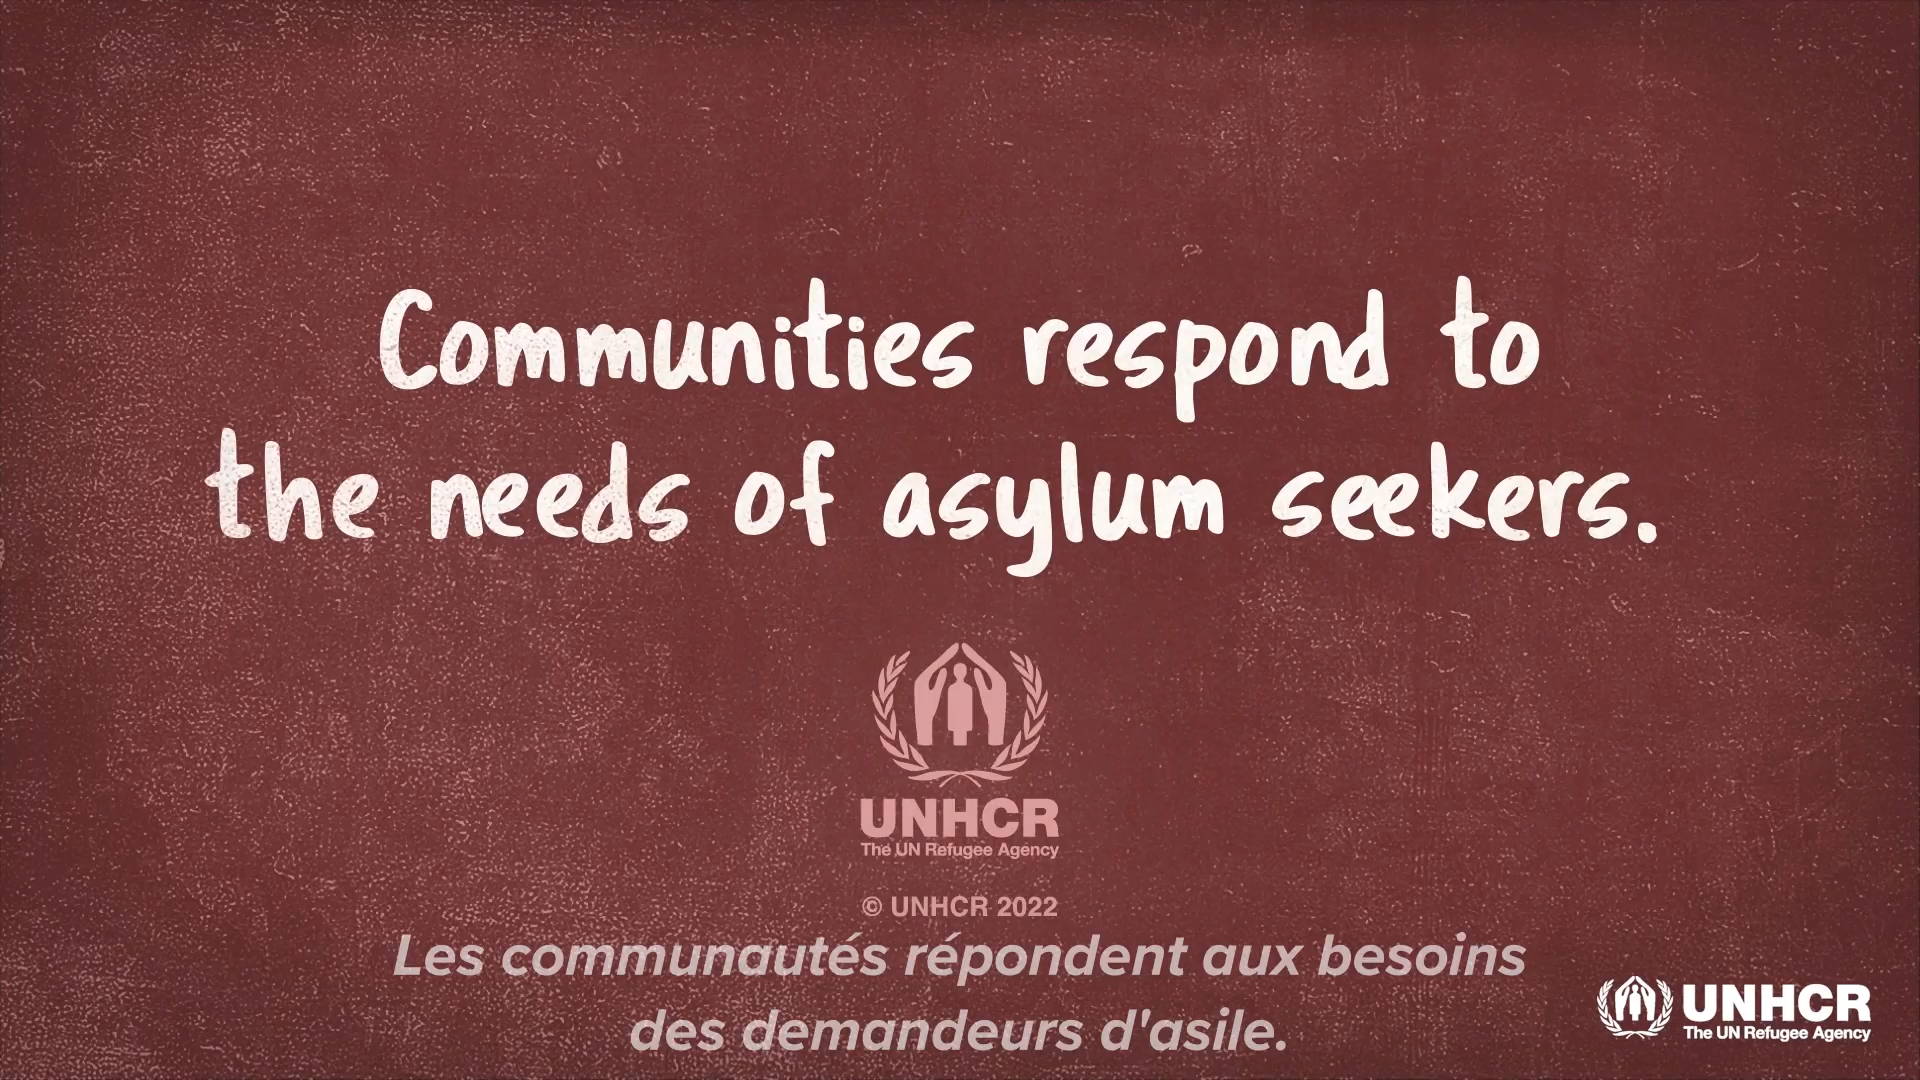 Communities respond to
the needs of asylum seekers.
UNHCR
The UN Refugee Agency
© UNHCR 2022
Les communautés répondent aux besoins
des demandeurs d'asile.
UNHCR
The UN Refugee Agency